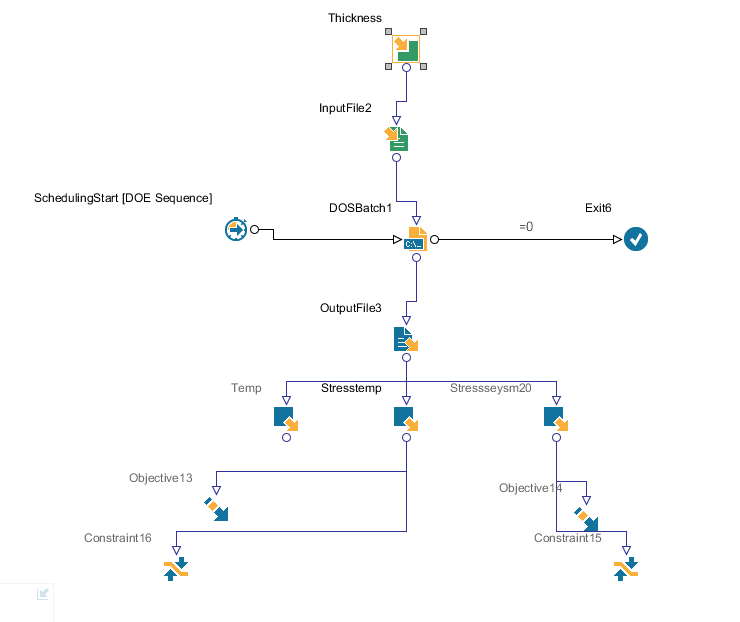 Thickness
InputFile2
SchedulingStart [DOE Sequence]
DOSBatch1
Exit6
=0
C:\...
OutputFile3
Temp
Stresstemp
Stressseysm20
Objective13
Objective14
Constraint16
Constraint15